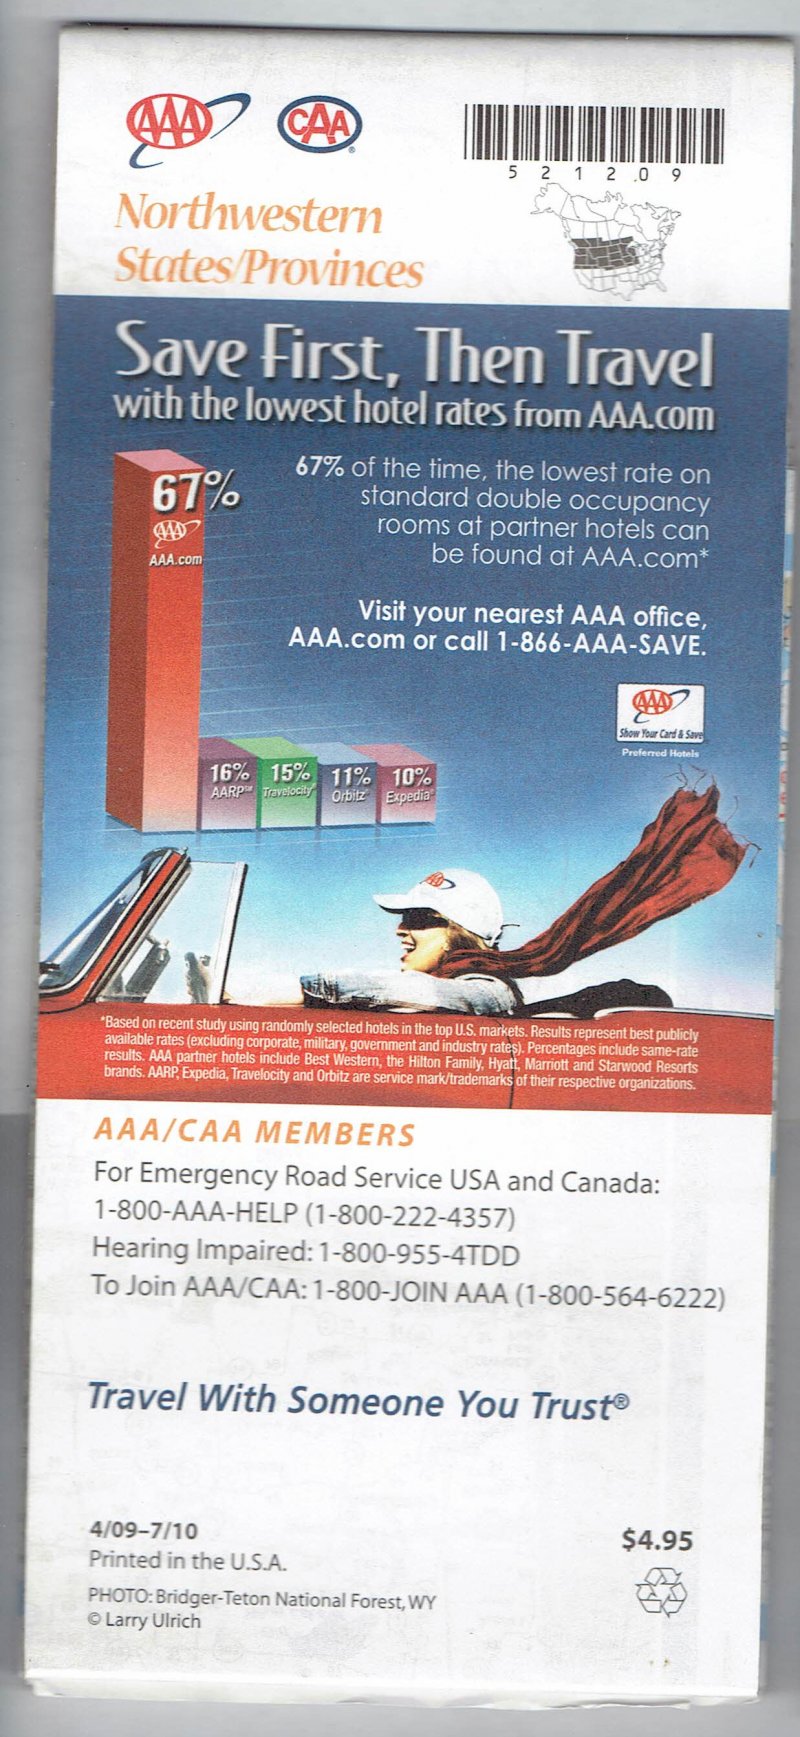 AAA
CAA
5 2 1 2 .0 9
Northwestern
States/Provinces
Save First, Then Travel
with the lowest hotel rates from AAA.com
67%
AAA
AAA.com
67% of the time, the lowest rate on
standard double occupancy
rooms at partner hotels can
be found at AAA.com*
Visit your nearest AAA office,
AAA.com or call 1-866-AAA-SAVE.
AAA
Show Your Card & Save
Preferred Hotels
16%
AARP℠
15%
Travelocity®
11%
Orbitz®
10%
Expedia®
AAA
*Based on recent study using randomly selected hotels in the top U.S. markets. Results represent best publicly
available rates (excluding corporate, military, government and industry rates). Percentages include same-rate
results. AAA partner hotels include Best Western, the Hilton Family, Hyatt, Marriott and Starwood Resorts
brands. AARP, Expedia, Travelocity and Orbitz are service mark/trademarks of their respective organizations.
AAA/CAA MEMBERS
For Emergency Road Service USA and Canada:
1-800-AAA-HELP (1-800-222-4357)
Hearing Impaired: 1-800-955-4TDD
To Join AAA/CAA: 1-800-JOIN AAA (1-800-564-6222)
Travel With Someone You Trust®
4/09–7/10
Printed in the U.S.A.
$4.95
PHOTO: Bridger-Teton National Forest, WY
© Larry Ulrich